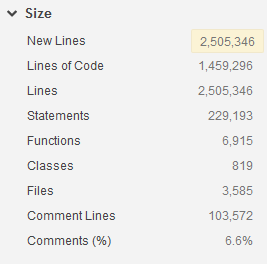 Size
New Lines 2,505,346
Lines of Code 1,459,296
Lines 2,505,346
Statements 229,193
Functions 6,915
Classes 819
Files 3,585
Comment Lines 103,572
Comments (%) 6.6%